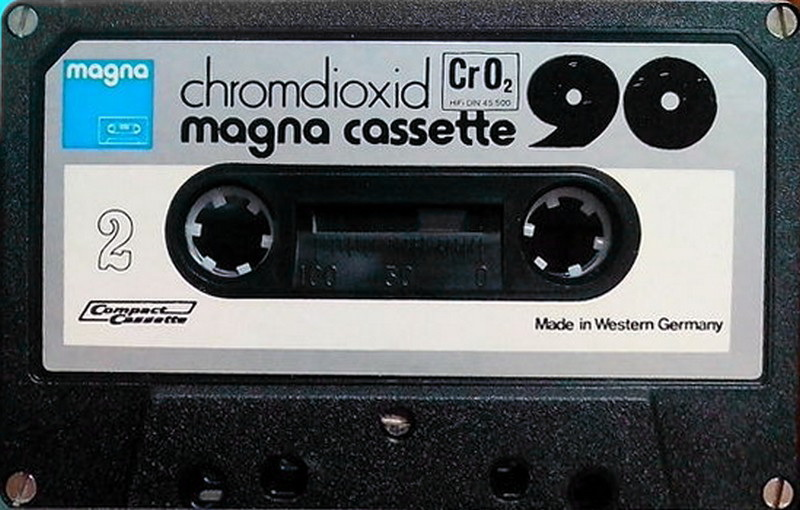 magna
chromdioxid
CrO2
HiFi DIN 45 500
magna cassette
90
2
100 50 0
Compact
Cassette
Made in Western Germany